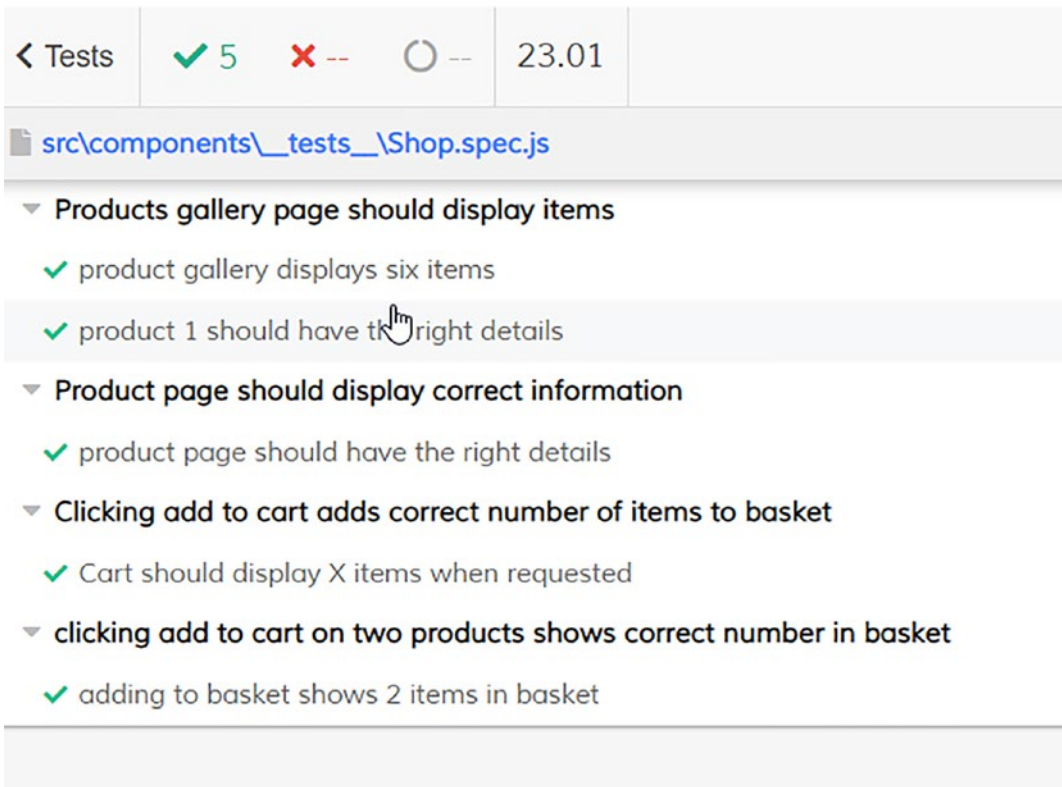 Tests 5 -- -- 23.01
src\components\__tests__\Shop.spec.js
Products gallery page should display items
product gallery displays six items
product 1 should have the right details
Product page should display correct information
product page should have the right details
Clicking add to cart adds correct number of items to basket
Cart should display X items when requested
clicking add to cart on two products shows correct number in basket
adding to basket shows 2 items in basket